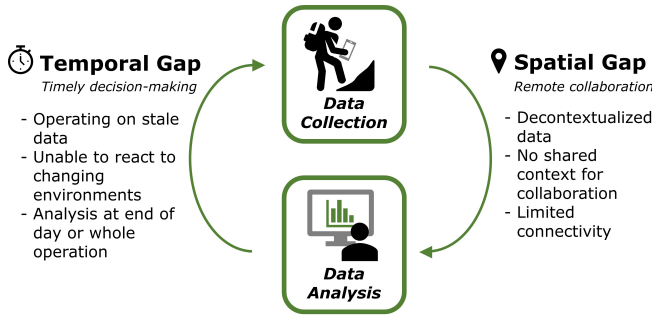 Temporal Gap
Timely decision-making
- Operating on stale
data
- Unable to react to
changing
environments
- Analysis at end of
day or whole
operation
Data
Collection
Data
Analysis
Spatial Gap
Remote collaboration
- Decontextualized
data
- No shared
context for
collaboration
- Limited
connectivity